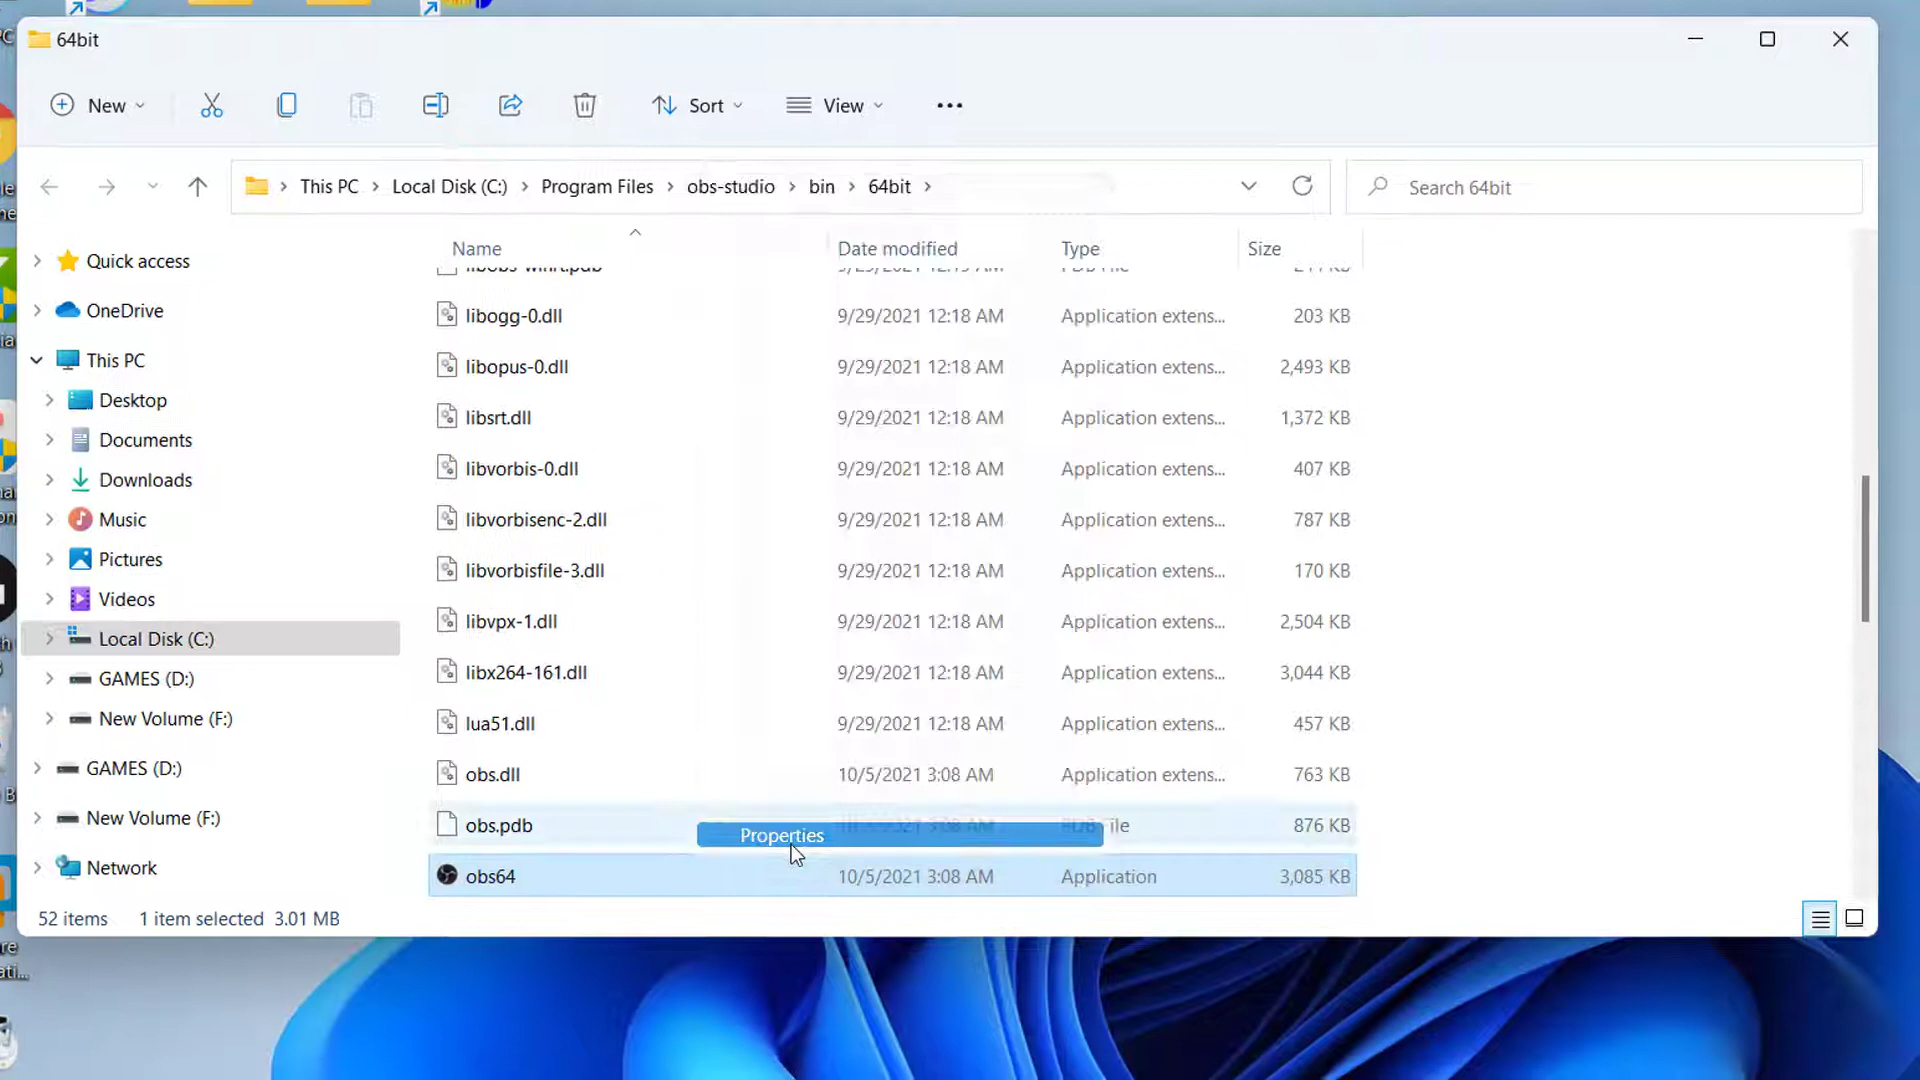 64bit
New
Sort
View
This PC
Local Disk (C:)
Program Files
obs-studio
bin
64bit
Search 64bit
Name
Date modified
Type
Size
Quick access
OneDrive
This PC
Desktop
Documents
Downloads
Music
Pictures
Videos
Local Disk (C:)
GAMES (D:)
New Volume (F:)
GAMES (D:)
New Volume (F:)
Network
libogg-0.dll 9/29/2021 12:18 AM Application extens... 203 KB
libopus-0.dll 9/29/2021 12:18 AM Application extens... 2,493 KB
libsrt.dll 9/29/2021 12:18 AM Application extens... 1,372 KB
libvorbis-0.dll 9/29/2021 12:18 AM Application extens... 407 KB
libvorbisenc-2.dll 9/29/2021 12:18 AM Application extens... 787 KB
libvorbisfile-3.dll 9/29/2021 12:18 AM Application extens... 170 KB
libvpx-1.dll 9/29/2021 12:18 AM Application extens... 2,504 KB
libx264-161.dll 9/29/2021 12:18 AM Application extens... 3,044 KB
lua51.dll 9/29/2021 12:18 AM Application extens... 457 KB
obs.dll 10/5/2021 3:08 AM Application extens... 763 KB
obs.pdb 876 KB
Properties
obs64 10/5/2021 3:08 AM Application 3,085 KB
52 items 1 item selected 3.01 MB